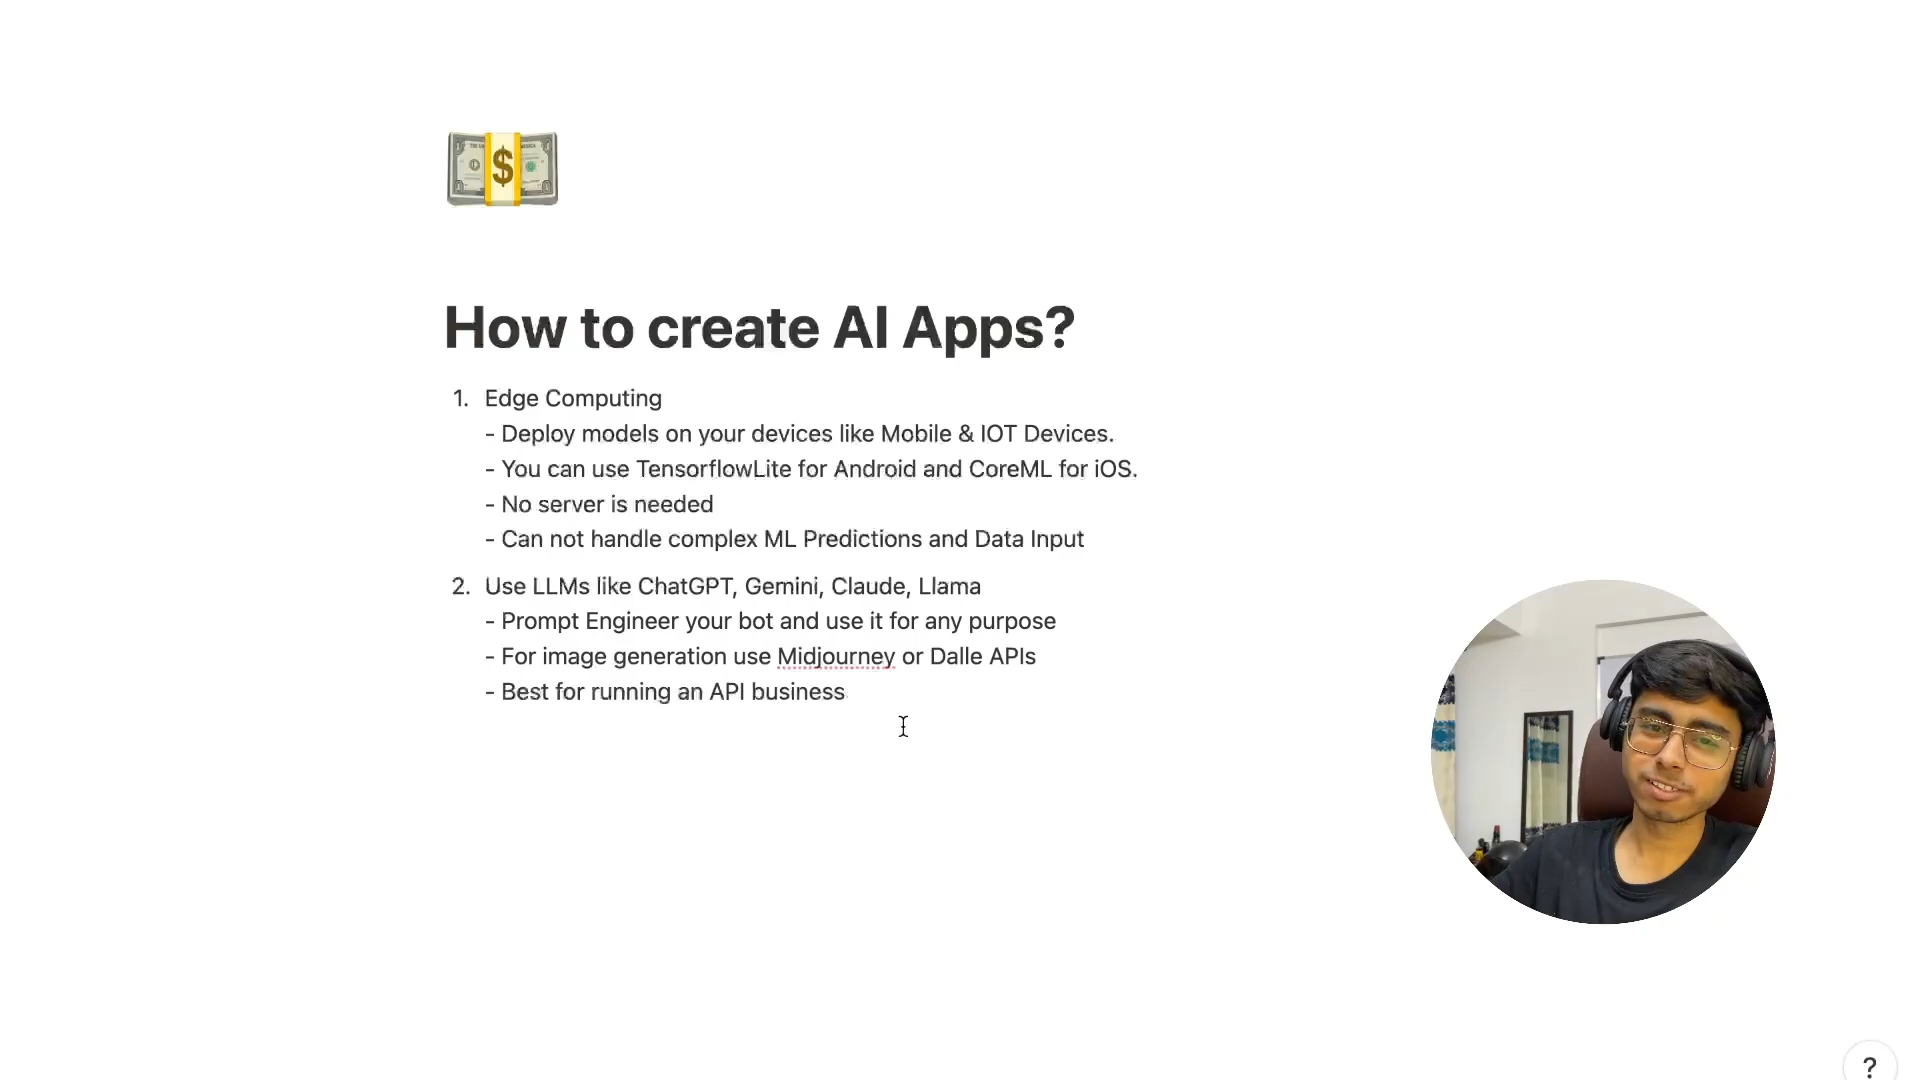 How to create AI Apps?
1. Edge Computing
- Deploy models on your devices like Mobile & IOT Devices.
- You can use TensorflowLite for Android and CoreML for iOS.
- No server is needed
- Can not handle complex ML Predictions and Data Input
2. Use LLMs like ChatGPT, Gemini, Claude, Llama
- Prompt Engineer your bot and use it for any purpose
- For image generation use Midjourney or Dalle APIs
- Best for running an API business
?